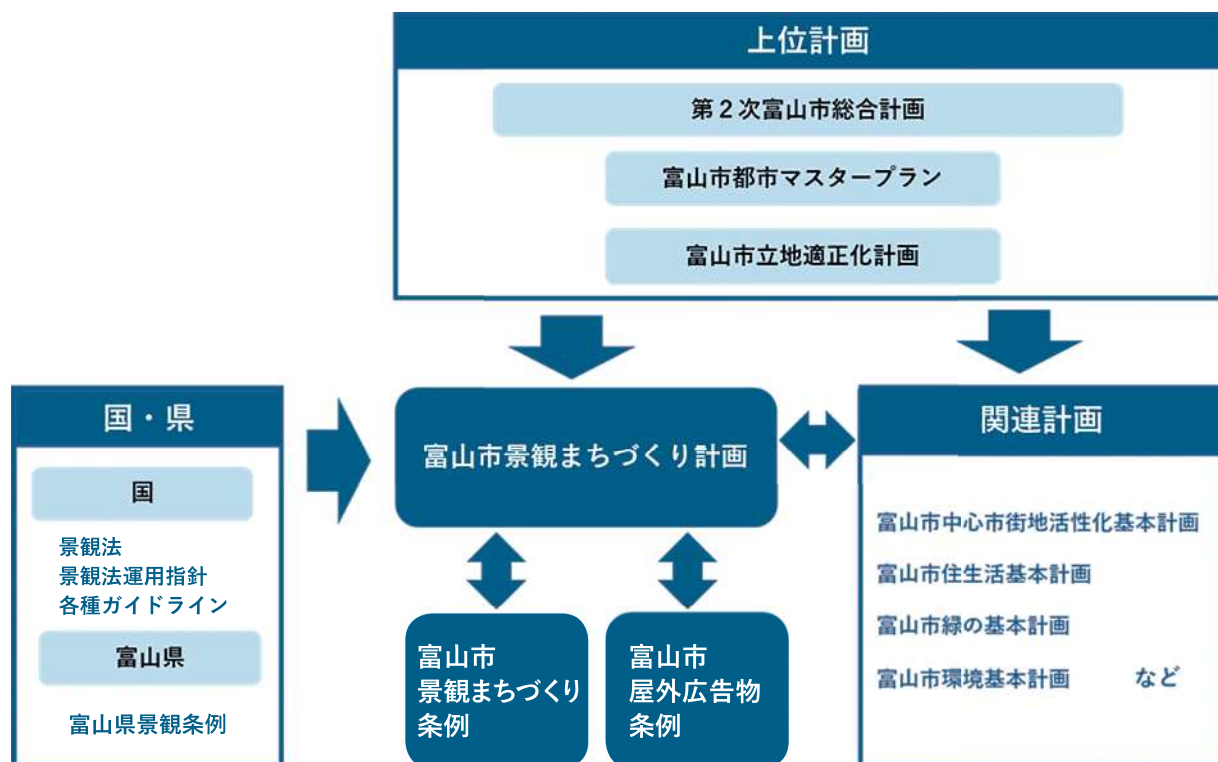 上位計画
第2次富山市総合計画
富山市都市マスタープラン
富山市立地適正化計画
国・県
国
景観法
景観法運用指針
各種ガイドライン
富山県
富山県景観条例
富山市景観まちづくり計画
富山市
景観まちづくり
条例
富山市
屋外広告物
条例
関連計画
富山市中心市街地活性化基本計画
富山市住生活基本計画
富山市緑の基本計画
富山市環境基本計画 など